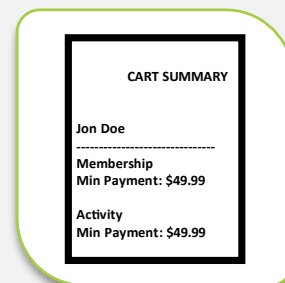 CART SUMMARY
Jon Doe
-------------------------------
Membership
Min Payment: $49.99
Activity
Min Payment: $49.99